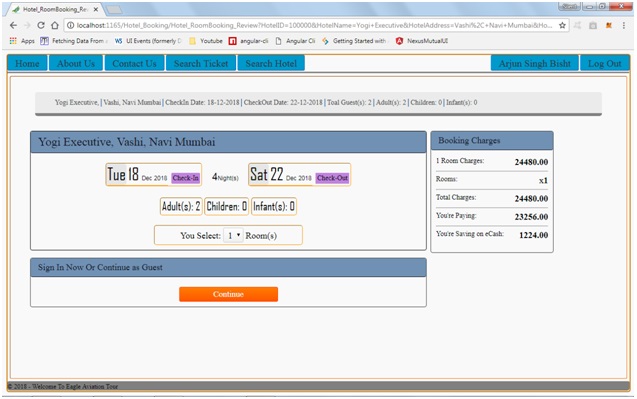 Hotel_RoomBooking_Rev
localhost:1165/Hotel_Booking/Hotel_RoomBooking_Review?HotelID=100000&HotelName=Yogi Executive&HotelAddress=Vashi%2C+Navi+Mumbai&Ho...
Apps Fetching Data From UI Events (formerly D Youtube angular-cli Angular Cli Getting Started with NexusMutualUI
Home About Us Contact Us Search Ticket Search Hotel Arjun Singh Bisht Log Out
Yogi Executive, | Vashi, Navi Mumbai | CheckIn Date: 18-12-2018 | CheckOut Date: 22-12-2018 | Toal Guest(s): 2 | Adult(s): 2 | Children: 0 | Infant(s): 0
Yogi Executive, Vashi, Navi Mumbai
Tue 18 Dec 2018 Check-In 4 Night(s) Sat 22 Dec 2018 Check-Out
Adult(s): 2 Children: 0 Infant(s): 0
You Select: 1 Room(s)
Booking Charges
1 Room Charges: 24480.00
Rooms: x1
Total Charges: 24480.00
You're Paying: 23256.00
You're Saving on eCash: 1224.00
Sign In Now Or Continue as Guest
Continue
© 2018 - Welcome To Eagle Aviation Tour